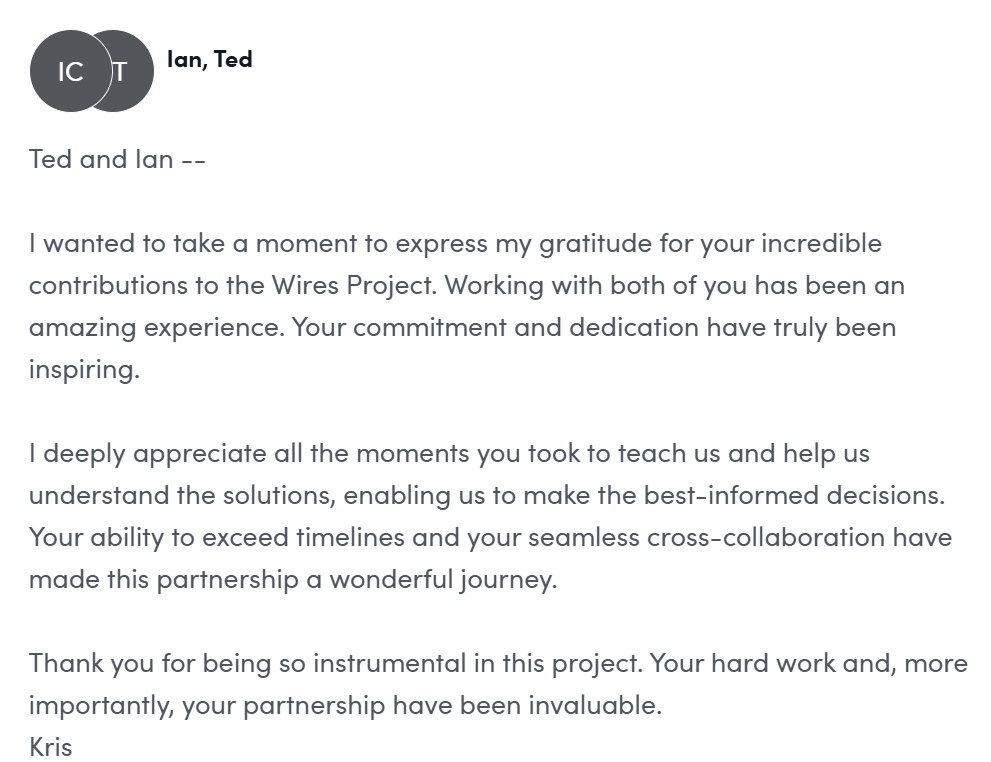 IC T Ian, Ted
Ted and Ian --
I wanted to take a moment to express my gratitude for your incredible
contributions to the Wires Project. Working with both of you has been an
amazing experience. Your commitment and dedication have truly been
inspiring.
I deeply appreciate all the moments you took to teach us and help us
understand the solutions, enabling us to make the best-informed decisions.
Your ability to exceed timelines and your seamless cross-collaboration have
made this partnership a wonderful journey.
Thank you for being so instrumental in this project. Your hard work and, more
importantly, your partnership have been invaluable.
Kris